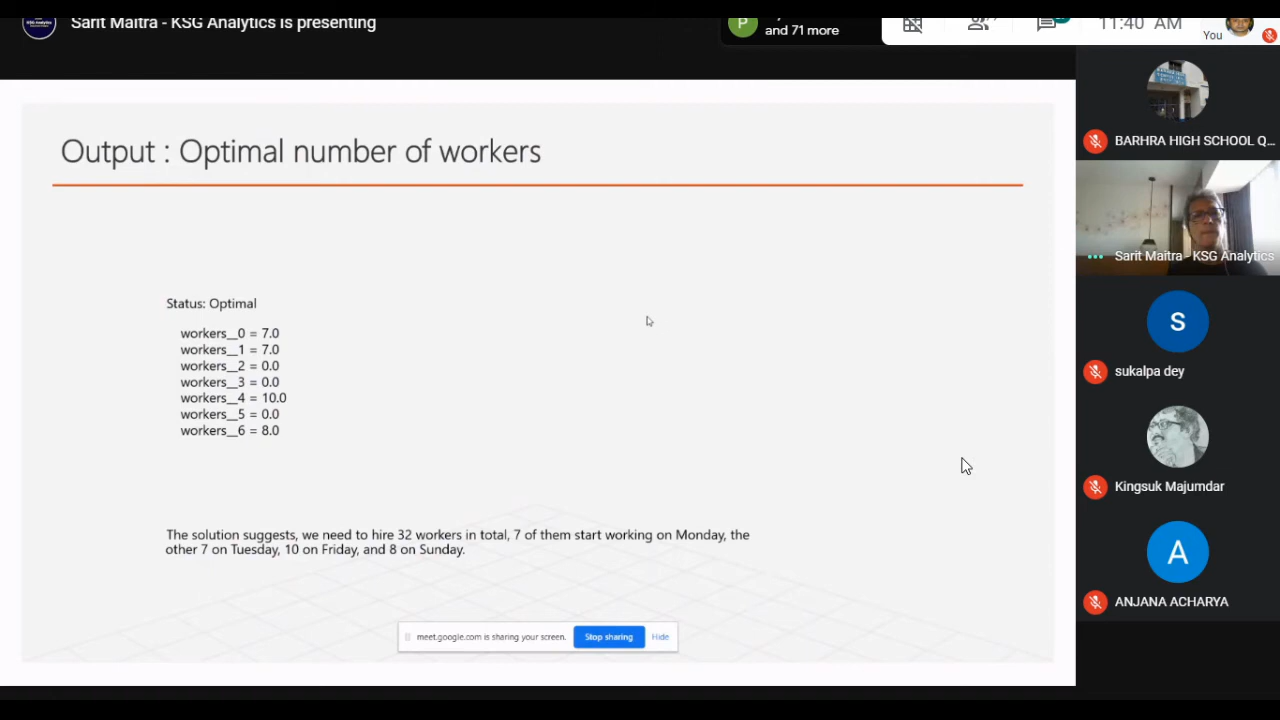 Sarit Maitra - KSG Analytics is presenting
P
and 71 more
11:40 AM
You
Output : Optimal number of workers
Status: Optimal
workers__0 = 7.0
workers__1 = 7.0
workers__2 = 0.0
workers__3 = 0.0
workers__4 = 10.0
workers__5 = 0.0
workers__6 = 8.0
The solution suggests, we need to hire 32 workers in total, 7 of them start working on Monday, the
other 7 on Tuesday, 10 on Friday, and 8 on Sunday.
meet.google.com is sharing your screen.
Stop sharing
Hide
BARHRA HIGH SCHOOL Q...
Sarit Maitra - KSG Analytics
s
sukalpa dey
Kingsuk Majumdar
A
ANJANA ACHARYA